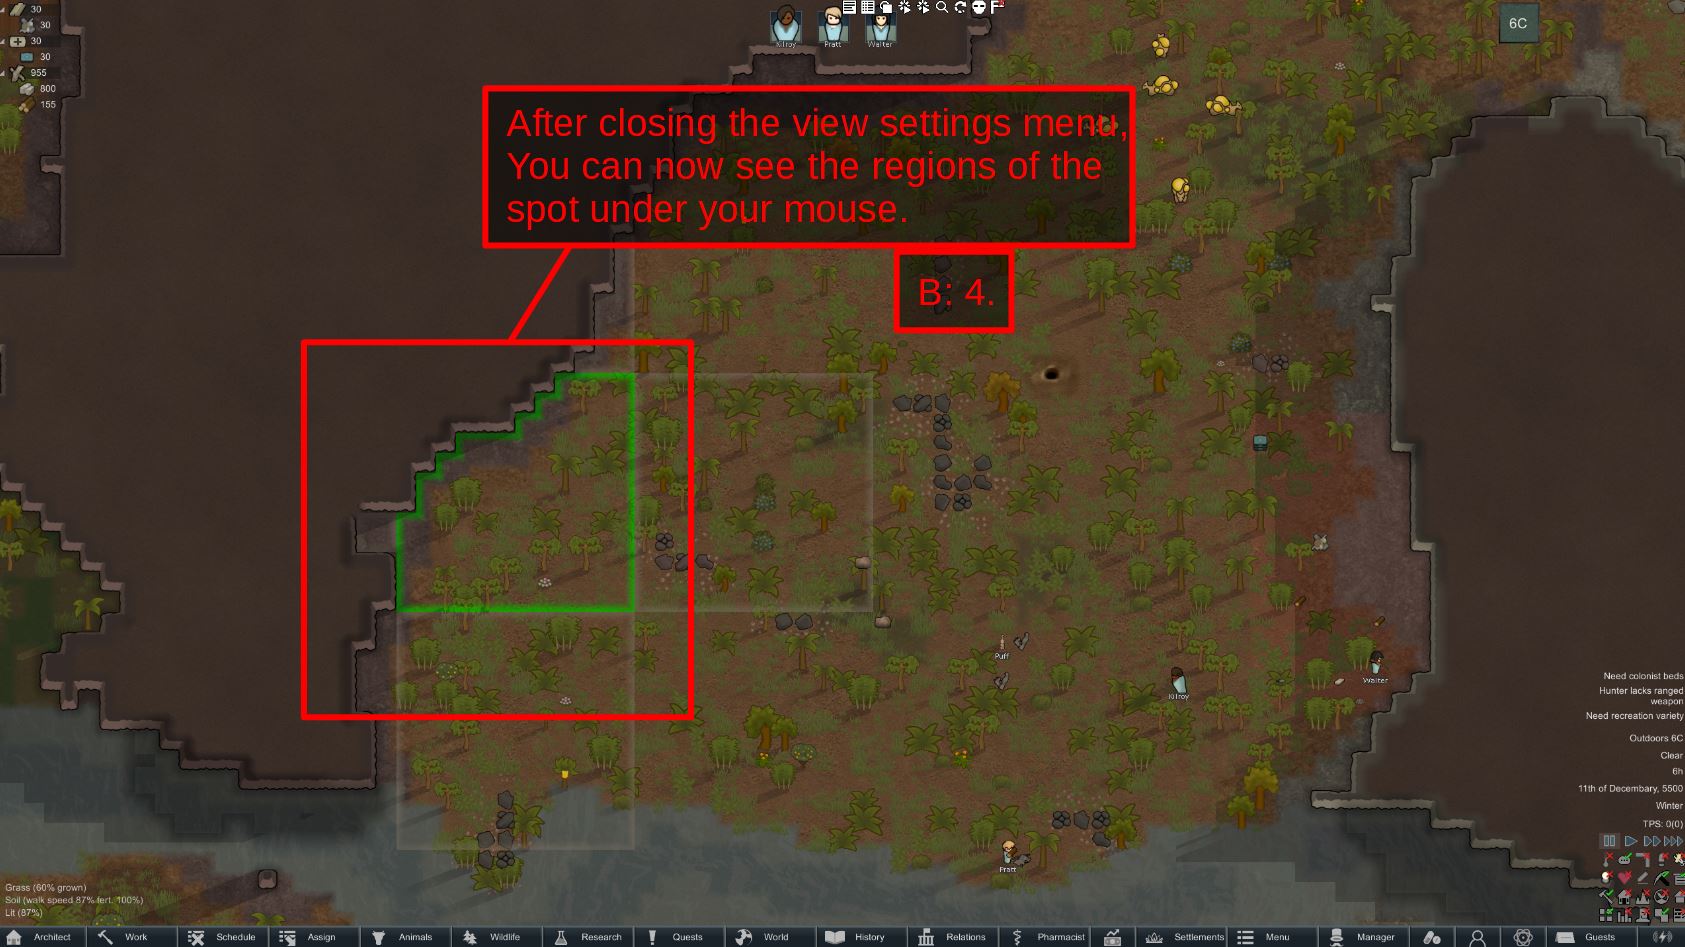 30
30
30
30
955
800
155
Kilroy
Pratt
Walter
6C
After closing the view settings menu,
You can now see the regions of the
spot under your mouse.
B: 4.
Puff
Kilroy
Walter
Pratt
Need colonist beds
Hunter lacks ranged
weapon
Need recreation variety
Outdoors 6C
Clear
6h
11th of Decembary, 5500
Winter
TPS: 0(0)
Grass (60% grown)
Soil (walk speed 87% fert. 100%)
Lit (87%)
Architect Work Schedule Assign Animals Wildlife Research Quests World History Relations Pharmacist Settlements Menu Manager Guests